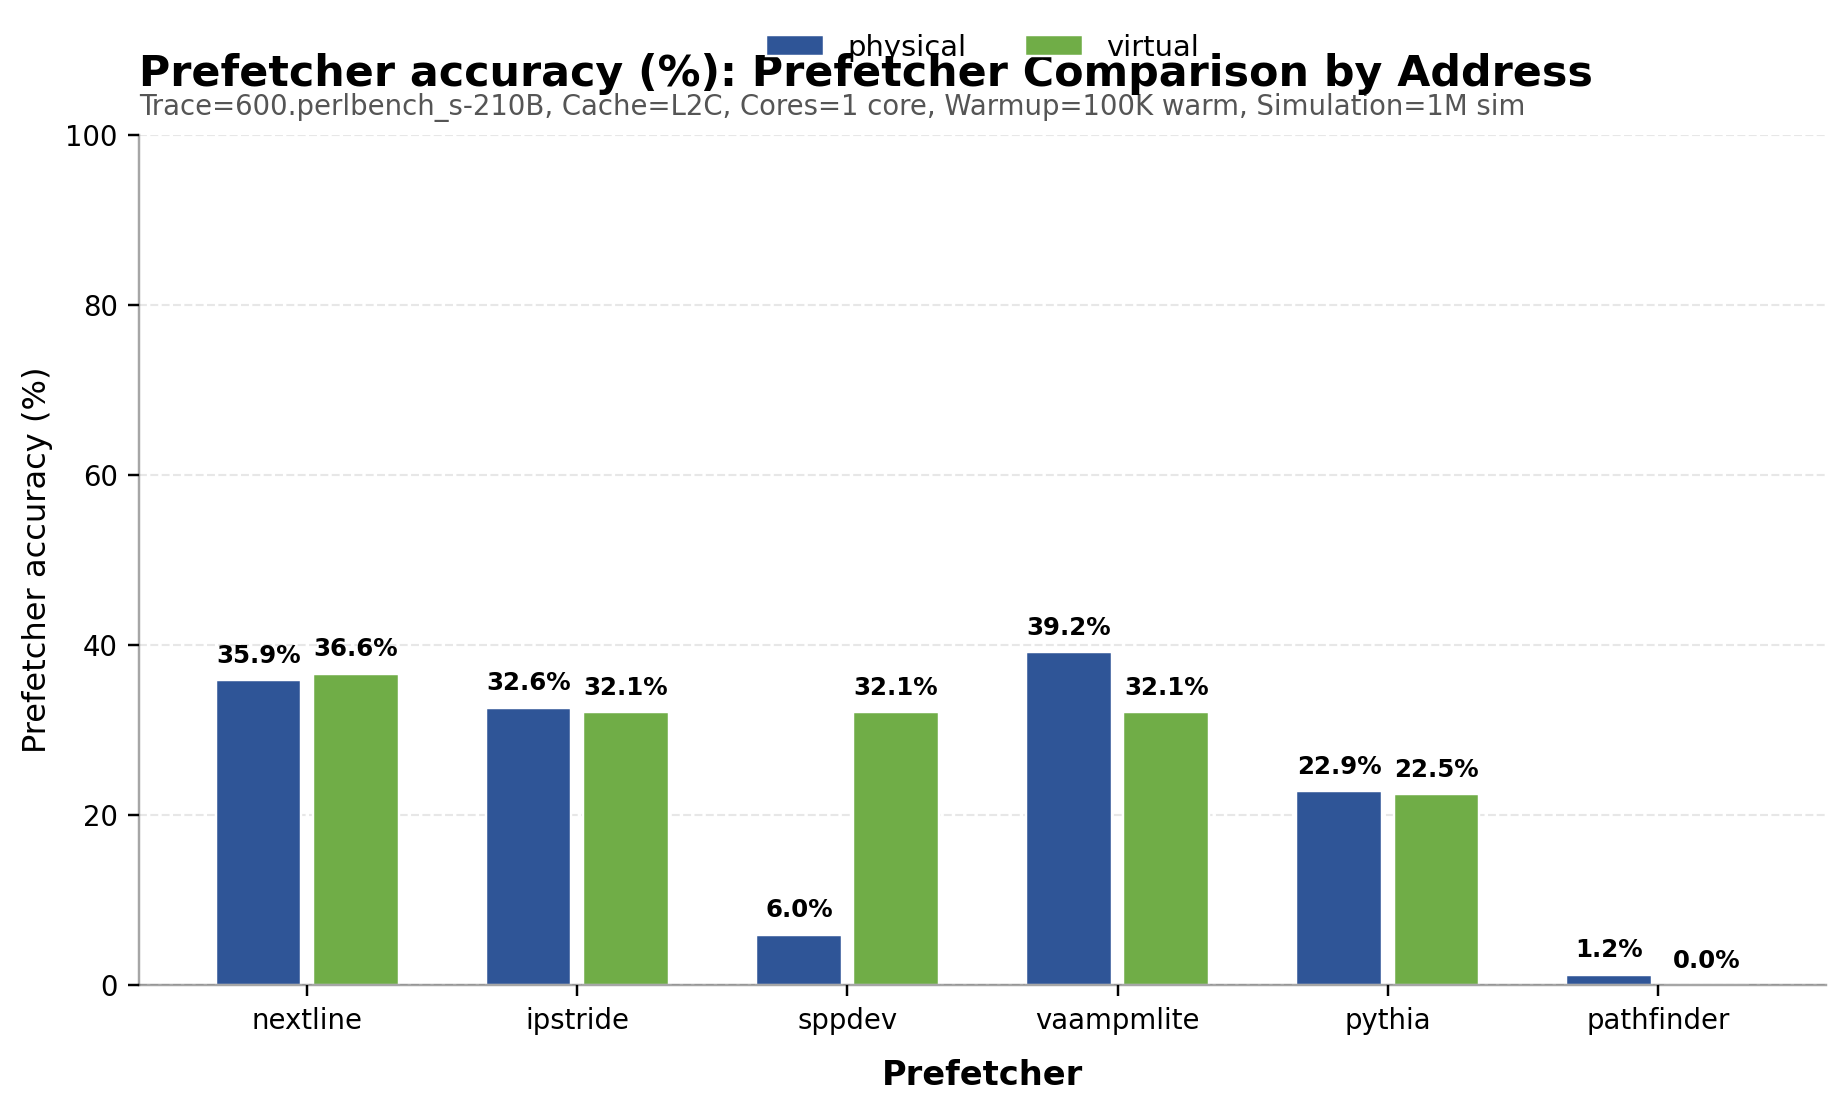 physical virtual
Prefetcher accuracy (%): Prefetcher Comparison by Address
Trace=600.perlbench_s-210B, Cache=L2C, Cores=1 core, Warmup=100K warm, Simulation=1M sim
Prefetcher accuracy (%)
100
80
60
40
20
0
35.9% 36.6%
32.6% 32.1%
6.0% 32.1%
39.2% 32.1%
22.9% 22.5%
1.2% 0.0%
nextline ipstride sppdev vaampmlite pythia pathfinder
Prefetcher